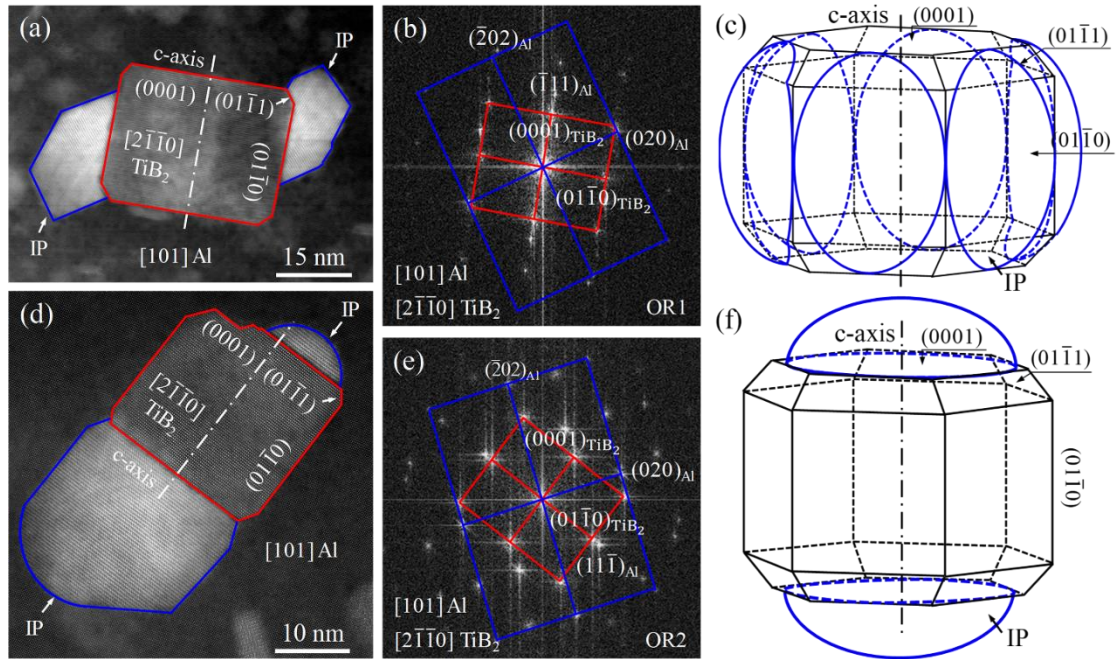 (a)
IP
c-axis
(0001)
(011̄1)
[21̄1̄0]
TiB₂
(011̄0)
IP
[101] Al
15 nm
(b)
(2̄02)Al
(1̄11)Al
(0001)TiB₂
(020)Al
(011̄0)TiB₂
[101] Al
[21̄1̄0] TiB₂
OR1
(c)
c-axis
(0001)
(011̄1)
(011̄0)
IP
(d)
IP
(0001)
(011̄1)
[21̄1̄0]
TiB₂
c-axis
(011̄0)
[101] Al
IP
10 nm
(e)
(2̄02)Al
(0001)TiB₂
(020)Al
(011̄0)TiB₂
(111̄)Al
[101] Al
[21̄1̄0] TiB₂
OR2
(f)
c-axis
(0001)
(011̄1)
(011̄0)
IP